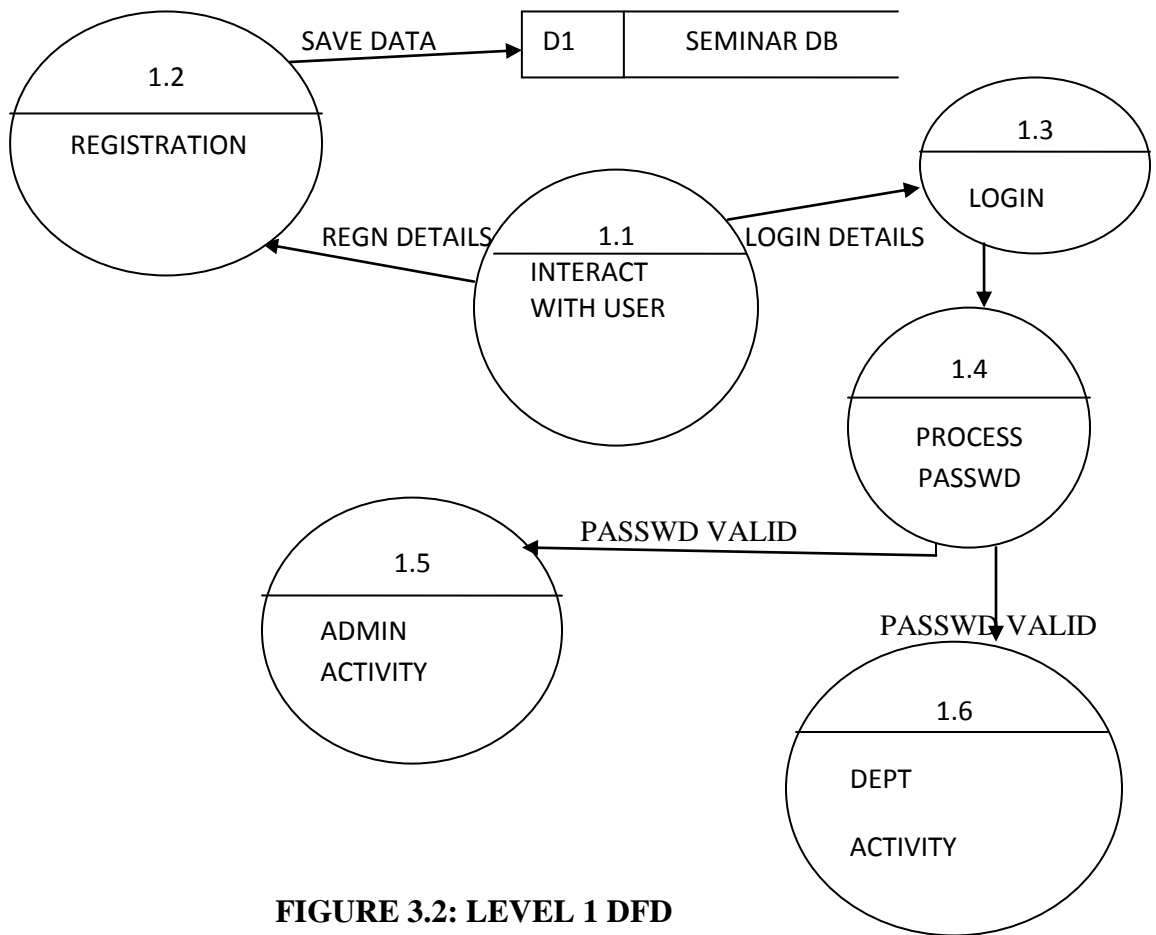 SAVE DATA
D1
SEMINAR DB
1.2
REGISTRATION
1.3
LOGIN
REGN DETAILS
1.1
INTERACT
WITH USER
LOGIN DETAILS
1.4
PROCESS
PASSWD
PASSWD VALID
1.5
ADMIN
ACTIVITY
PASSWD VALID
1.6
DEPT
ACTIVITY
FIGURE 3.2: LEVEL 1 DFD